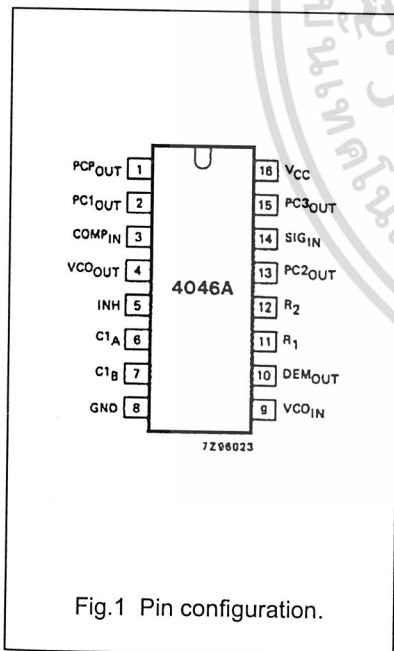 PCPOUT 1
PC1OUT 2
COMPIN 3
VCOOUT 4
INH 5
C1A 6
C1B 7
GND 8
4046A
16 VCC
15 PC3OUT
14 SIGIN
13 PC2OUT
12 R2
11 R1
10 DEMOUT
9 VCOIN
7Z96023
Fig.1 Pin configuration.